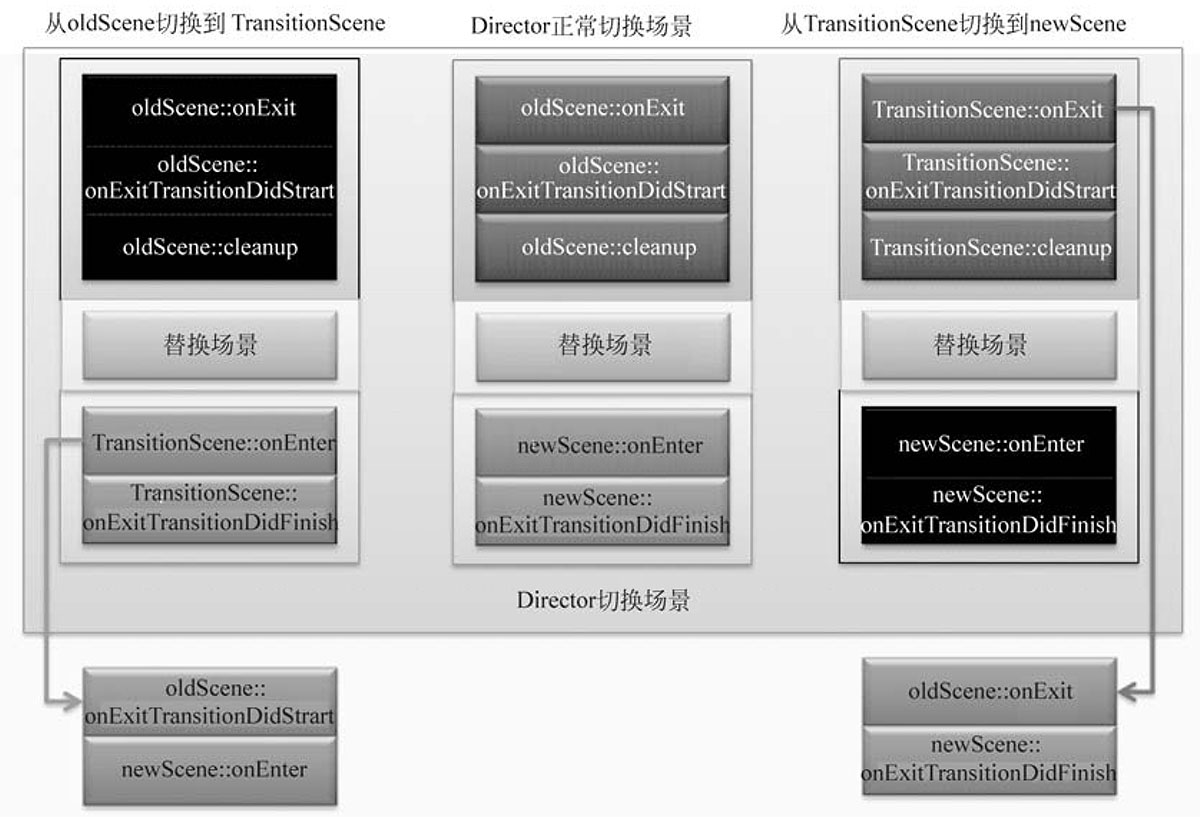 从oldScene切换到 TransitionScene
oldScene::onExit
oldScene::
onExitTransitionDidStrart
oldScene::cleanup
替换场景
TransitionScene::onEnter
TransitionScene::
onExitTransitionDidFinish
oldScene::
onExitTransitionDidStrart
newScene::onEnter
Director正常切换场景
oldScene::onExit
oldScene::
onExitTransitionDidStrart
oldScene::cleanup
替换场景
newScene::onEnter
newScene::
onExitTransitionDidFinish
Director切换场景
从TransitionScene切换到newScene
TransitionScene::onExit
TransitionScene::
onExitTransitionDidStrart
TransitionScene::cleanup
替换场景
newScene::onEnter
newScene::
onExitTransitionDidFinish
oldScene::onExit
newScene::
onExitTransitionDidFinish